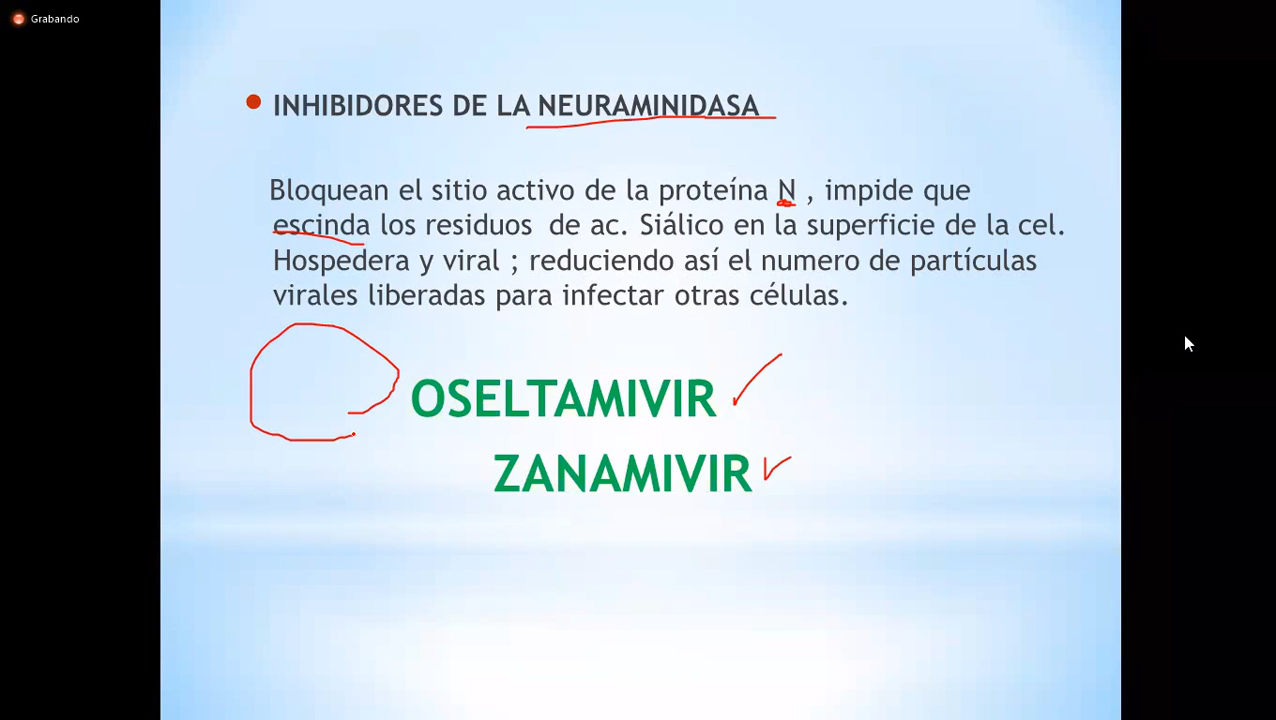 Grabando
INHIBIDORES DE LA NEURAMINIDASA
Bloquean el sitio activo de la proteína N , impide que
escinda los residuos de ac. Siálico en la superficie de la cel.
Hospedera y viral ; reduciendo así el numero de partículas
virales liberadas para infectar otras células.
OSELTAMIVIR
ZANAMIVIR